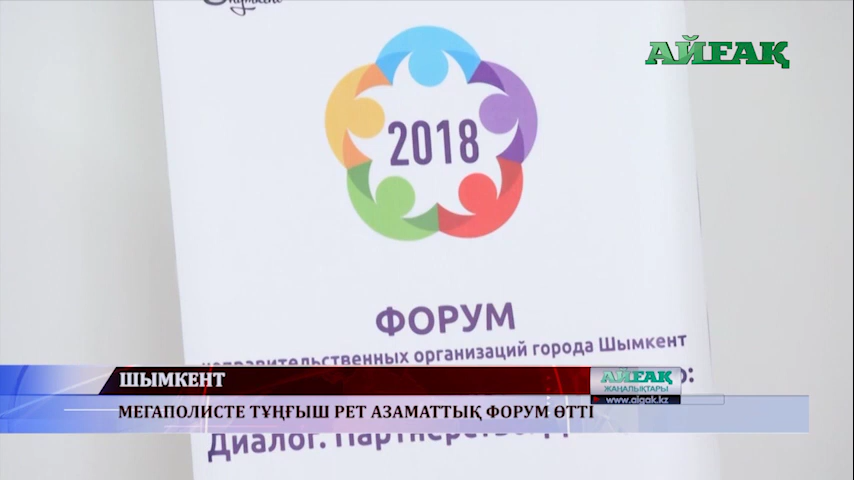 АЙҒАҚ
2018
ФОРУМ
неправительственных организаций города Шымкент
ШЫМКЕНТ
АЙҒАҚ
ЖАҢАЛЫҚТАРЫ
www.aigak.kz
МЕГАПОЛИСТЕ ТҰҢҒЫШ РЕТ АЗАМАТТЫҚ ФОРУМ ӨТТІ
Диалог.